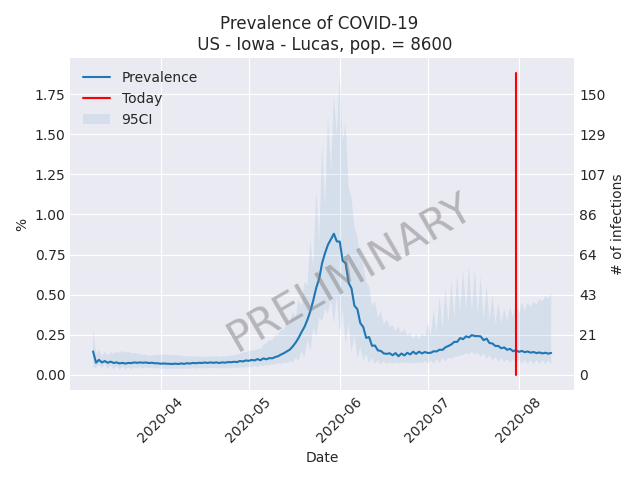 Prevalence of COVID-19
US - Iowa - Lucas, pop. = 8600
Prevalence
Today
95CI
1.75
1.50
1.25
1.00
0.75
0.50
0.25
0.00
%
150
129
107
86
64
43
21
0
# of infections
PRELIMINARY
2020-04
2020-05
2020-06
2020-07
2020-08
Date